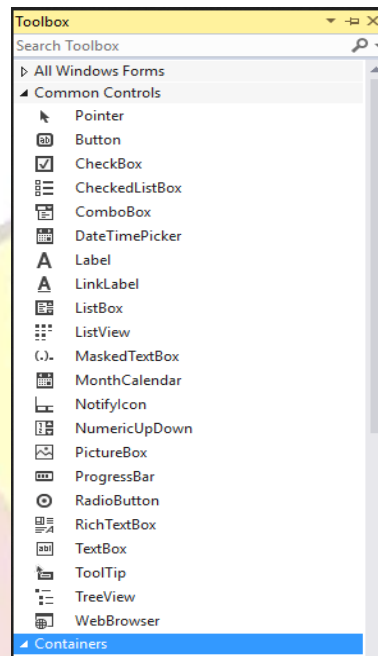 Toolbox
Search Toolbox
All Windows Forms
Common Controls
Pointer
Button
CheckBox
CheckedListBox
ComboBox
DateTimePicker
Label
LinkLabel
ListBox
ListView
MaskedTextBox
MonthCalendar
NotifyIcon
NumericUpDown
PictureBox
ProgressBar
RadioButton
RichTextBox
TextBox
ToolTip
TreeView
WebBrowser
Containers